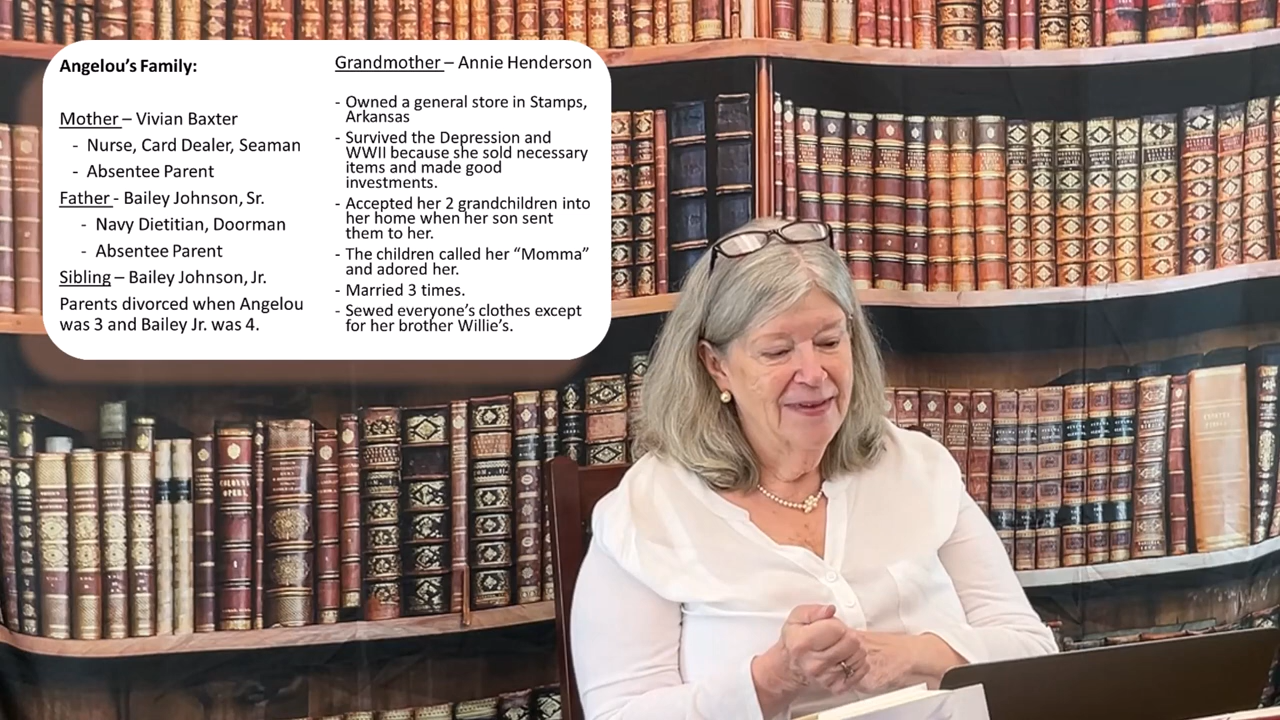 Angelou’s Family:
Mother – Vivian Baxter
- Nurse, Card Dealer, Seaman
- Absentee Parent
Father - Bailey Johnson, Sr.
- Navy Dietitian, Doorman
- Absentee Parent
Sibling – Bailey Johnson, Jr.
Parents divorced when Angelou
was 3 and Bailey Jr. was 4.
Grandmother – Annie Henderson
- Owned a general store in Stamps,
Arkansas
- Survived the Depression and
WWII because she sold necessary
items and made good
investments.
- Accepted her 2 grandchildren into
her home when her son sent
them to her.
- The children called her “Momma”
and adored her.
- Married 3 times.
- Sewed everyone’s clothes except
for her brother Willie’s.